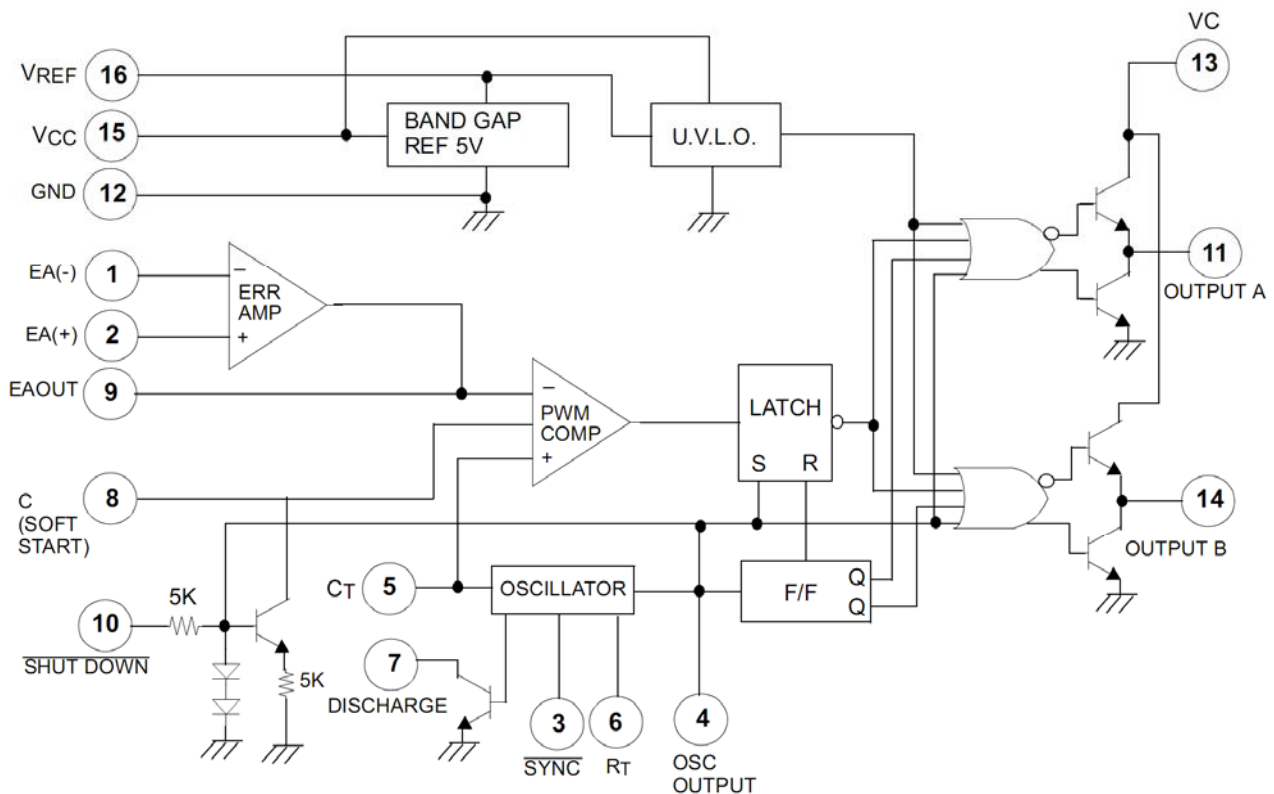 VC
VREF 16
13
VCC 15
BAND GAP
REF 5V
U.V.L.O.
GND 12
EA(-) 1
−
ERR
AMP
11
OUTPUT A
EA(+) 2
+
EAOUT 9
−
PWM
COMP
+
LATCH
S R
C
(SOFT
START)
8
14
OUTPUT B
CT 5
OSCILLATOR
F/F
Q
Q
10
5K
SHUT DOWN
5K
7
DISCHARGE
3
SYNC
6
RT
4
OSC
OUTPUT